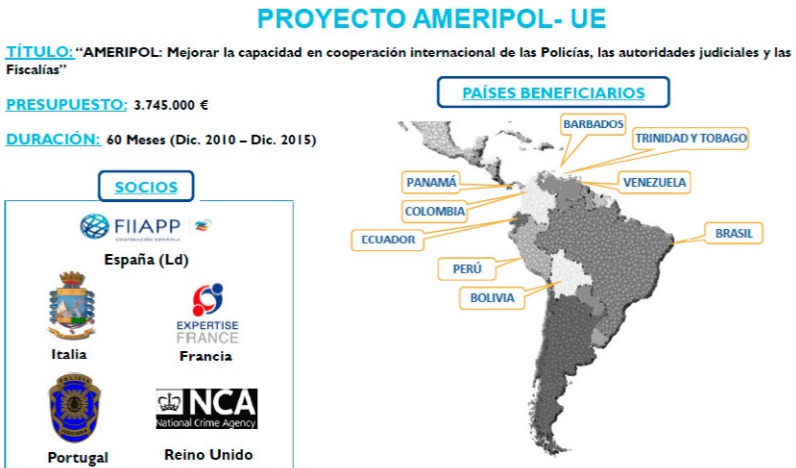 PROYECTO AMERIPOL- UE
TÍTULO: “AMERIPOL: Mejorar la capacidad en cooperación internacional de las Policías, las autoridades judiciales y las
Fiscalías”
PRESUPUESTO: 3.745.000 €
DURACIÓN: 60 Meses (Dic. 2010 – Dic. 2015)
PAÍSES BENEFICIARIOS
BARBADOS
TRINIDAD Y TOBAGO
PANAMÁ
VENEZUELA
COLOMBIA
ECUADOR
BRASIL
PERÚ
BOLIVIA
SOCIOS
FIIAPP
COOPERACIÓN ESPAÑOLA
España (Ld)
Italia
EXPERTISE
FRANCE
Francia
POLICIA
Portugal
NCA
National Crime Agency
Reino Unido